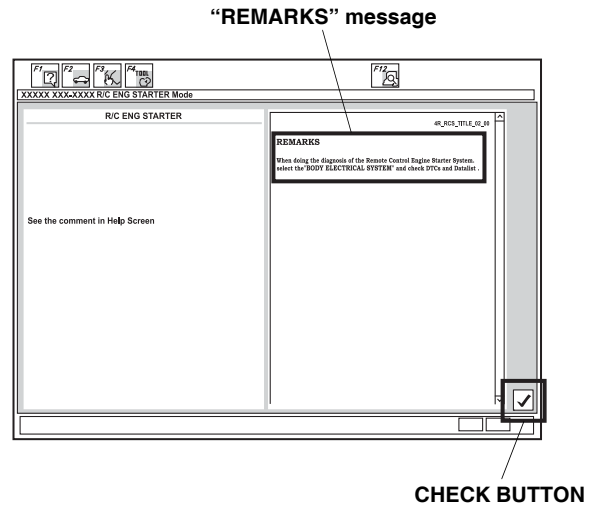 “REMARKS” message
F1 F2 F3 F4 TOOL F12
XXXXX XXX-XXXX R/C ENG STARTER Mode
R/C ENG STARTER
See the comment in Help Screen
4R_RCS_TITLE_02_00
REMARKS
When doing the diagnosis of the Remote Control Engine Starter System.
select the"BODY ELECTRICAL SYSTEM" and check DTCs and Datalist .
CHECK BUTTON